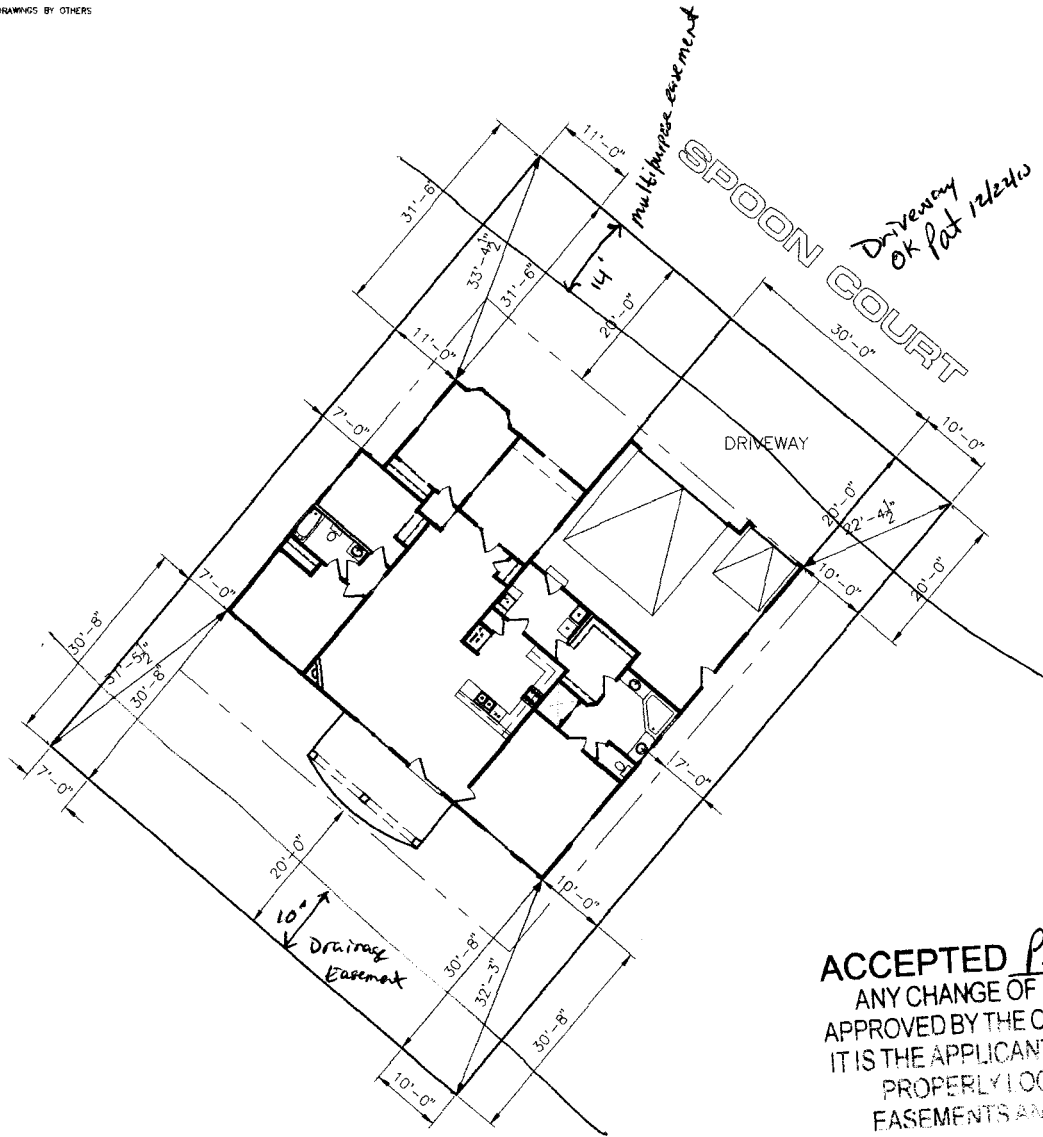 DRAWINGS BY OTHERS
multipurpose easement
SPOON COURT
Driveway
OK Pat 12/22/10
11'-0"
31'-6"
33'-4½"
31'-6"
14'
20'-0"
30'-0"
11'-0"
10'-0"
7'-0"
DRIVEWAY
20'-0"
22'-4½"
10'-0"
20'-0"
7'-0"
30'-8"
30'-8"
7'-0"
17'-0"
20'-0"
10'
Drainage
Easement
10'-0"
30'-8"
32'-3"
30'-8"
10'-0"
ACCEPTED
ANY CHANGE OF
APPROVED BY THE
IT IS THE APPLICANT
PROPERLY
EASEMENTS